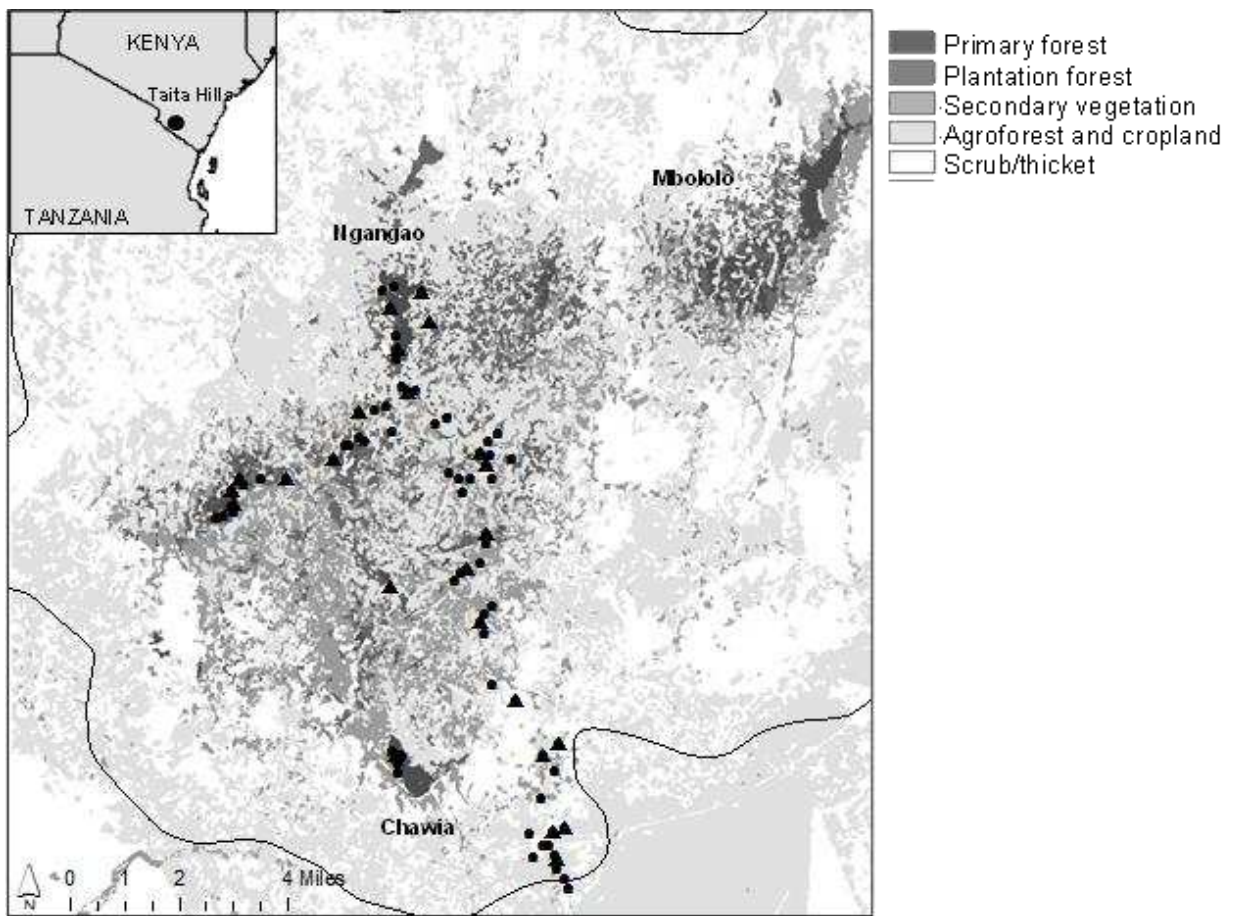 KENYA
Taita Hills
TANZANIA
Primary forest
Plantation forest
Secondary vegetation
Agroforest and cropland
Scrub/thicket
Mbololo
Ngangao
Chawia
0 1 2 4 Miles
N